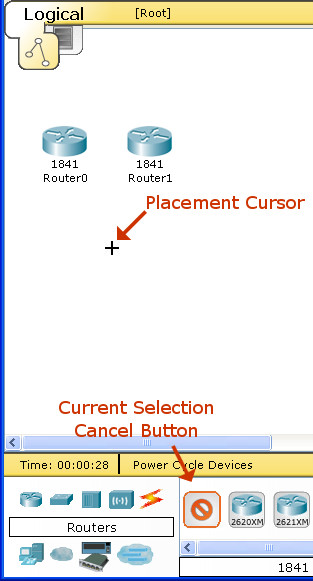 Logical [Root]
1841 1841
Router0 Router1
Placement Cursor
Current Selection
Cancel Button
Time: 00:00:28 Power Cycle Devices
Routers
2620XM 2621XM
1841